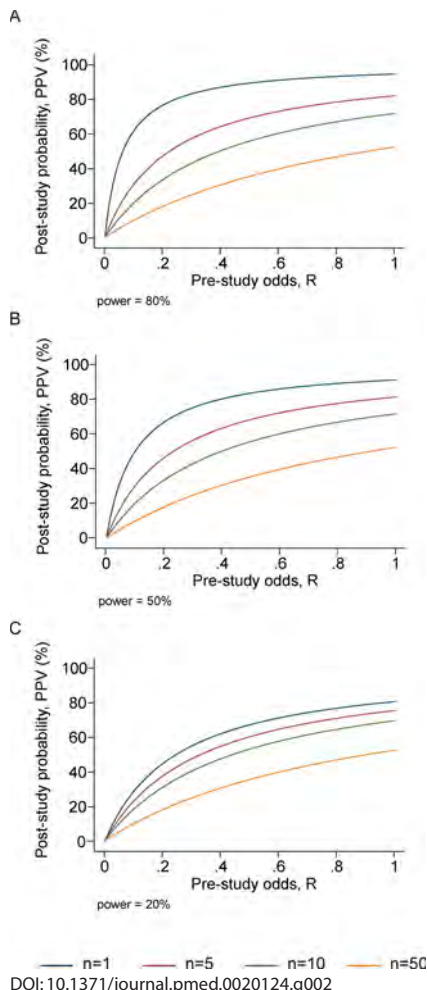 A
Post-study probability, PPV (%)
100
80
60
40
20
0
0 .2 .4 .6 .8 1
Pre-study odds, R
power = 80%
B
Post-study probability, PPV (%)
100
80
60
40
20
0
0 .2 .4 .6 .8 1
Pre-study odds, R
power = 50%
C
Post-study probability, PPV (%)
100
80
60
40
20
0
0 .2 .4 .6 .8 1
Pre-study odds, R
power = 20%
n=1 n=5 n=10 n=50
DOI: 10.1371/journal.pmed.0020124.g002